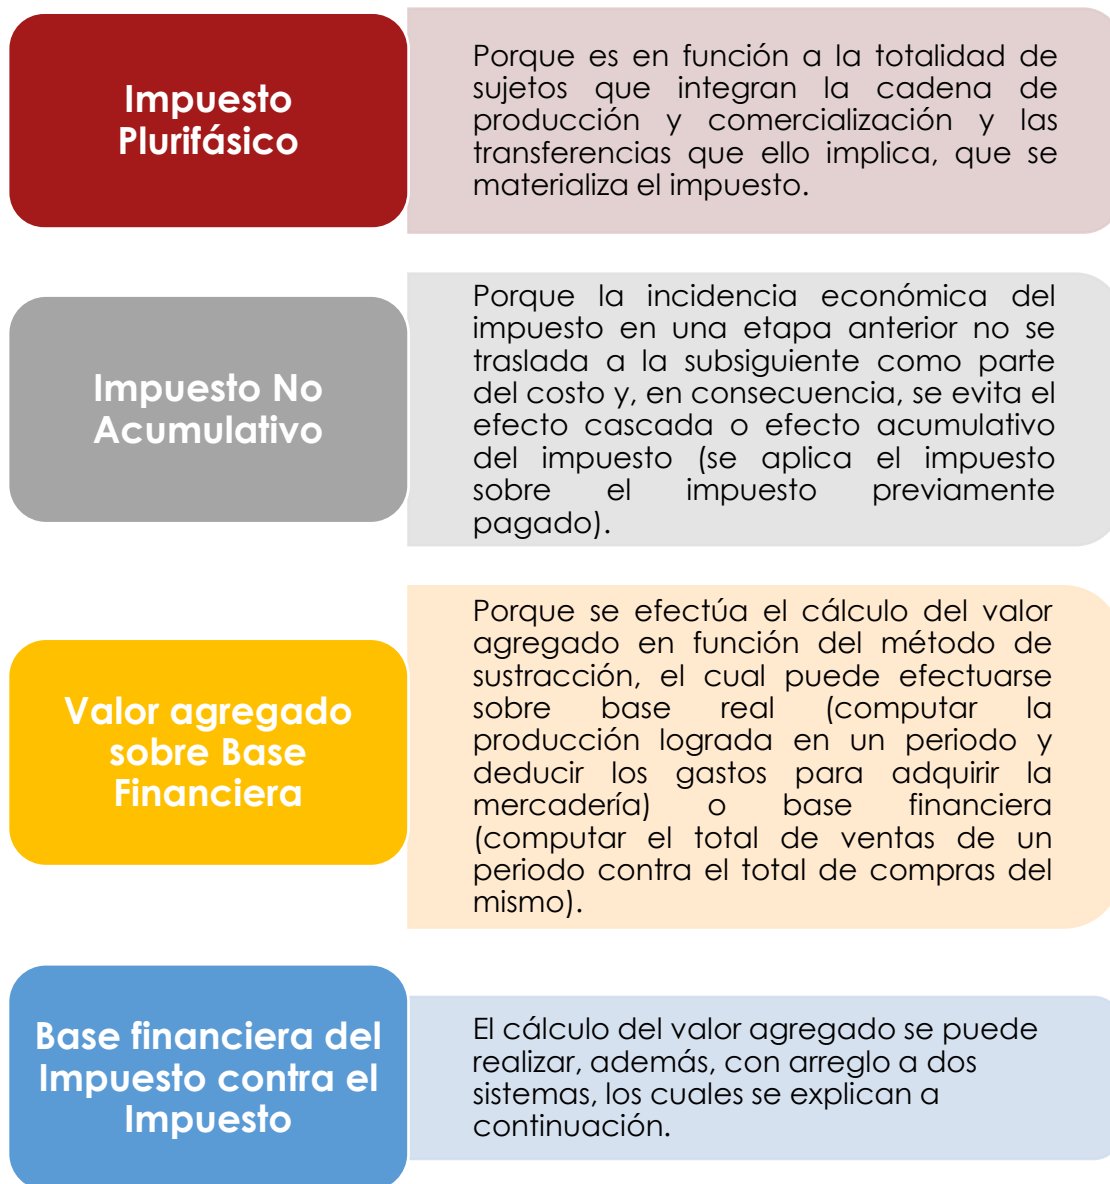 Impuesto
Plurifásico
Porque es en función a la totalidad de
sujetos que integran la cadena de
producción y comercialización y las
transferencias que ello implica, que se
materializa el impuesto.
Impuesto No
Acumulativo
Porque la incidencia económica del
impuesto en una etapa anterior no se
traslada a la subsiguiente como parte
del costo y, en consecuencia, se evita el
efecto cascada o efecto acumulativo
del impuesto (se aplica el impuesto
sobre el impuesto previamente
pagado).
Valor agregado
sobre Base
Financiera
Porque se efectúa el cálculo del valor
agregado en función del método de
sustracción, el cual puede efectuarse
sobre base real (computar la
producción lograda en un periodo y
deducir los gastos para adquirir la
mercadería) o base financiera
(computar el total de ventas de un
periodo contra el total de compras del
mismo).
Base financiera del
Impuesto contra el
Impuesto
El cálculo del valor agregado se puede
realizar, además, con arreglo a dos
sistemas, los cuales se explican a
continuación.